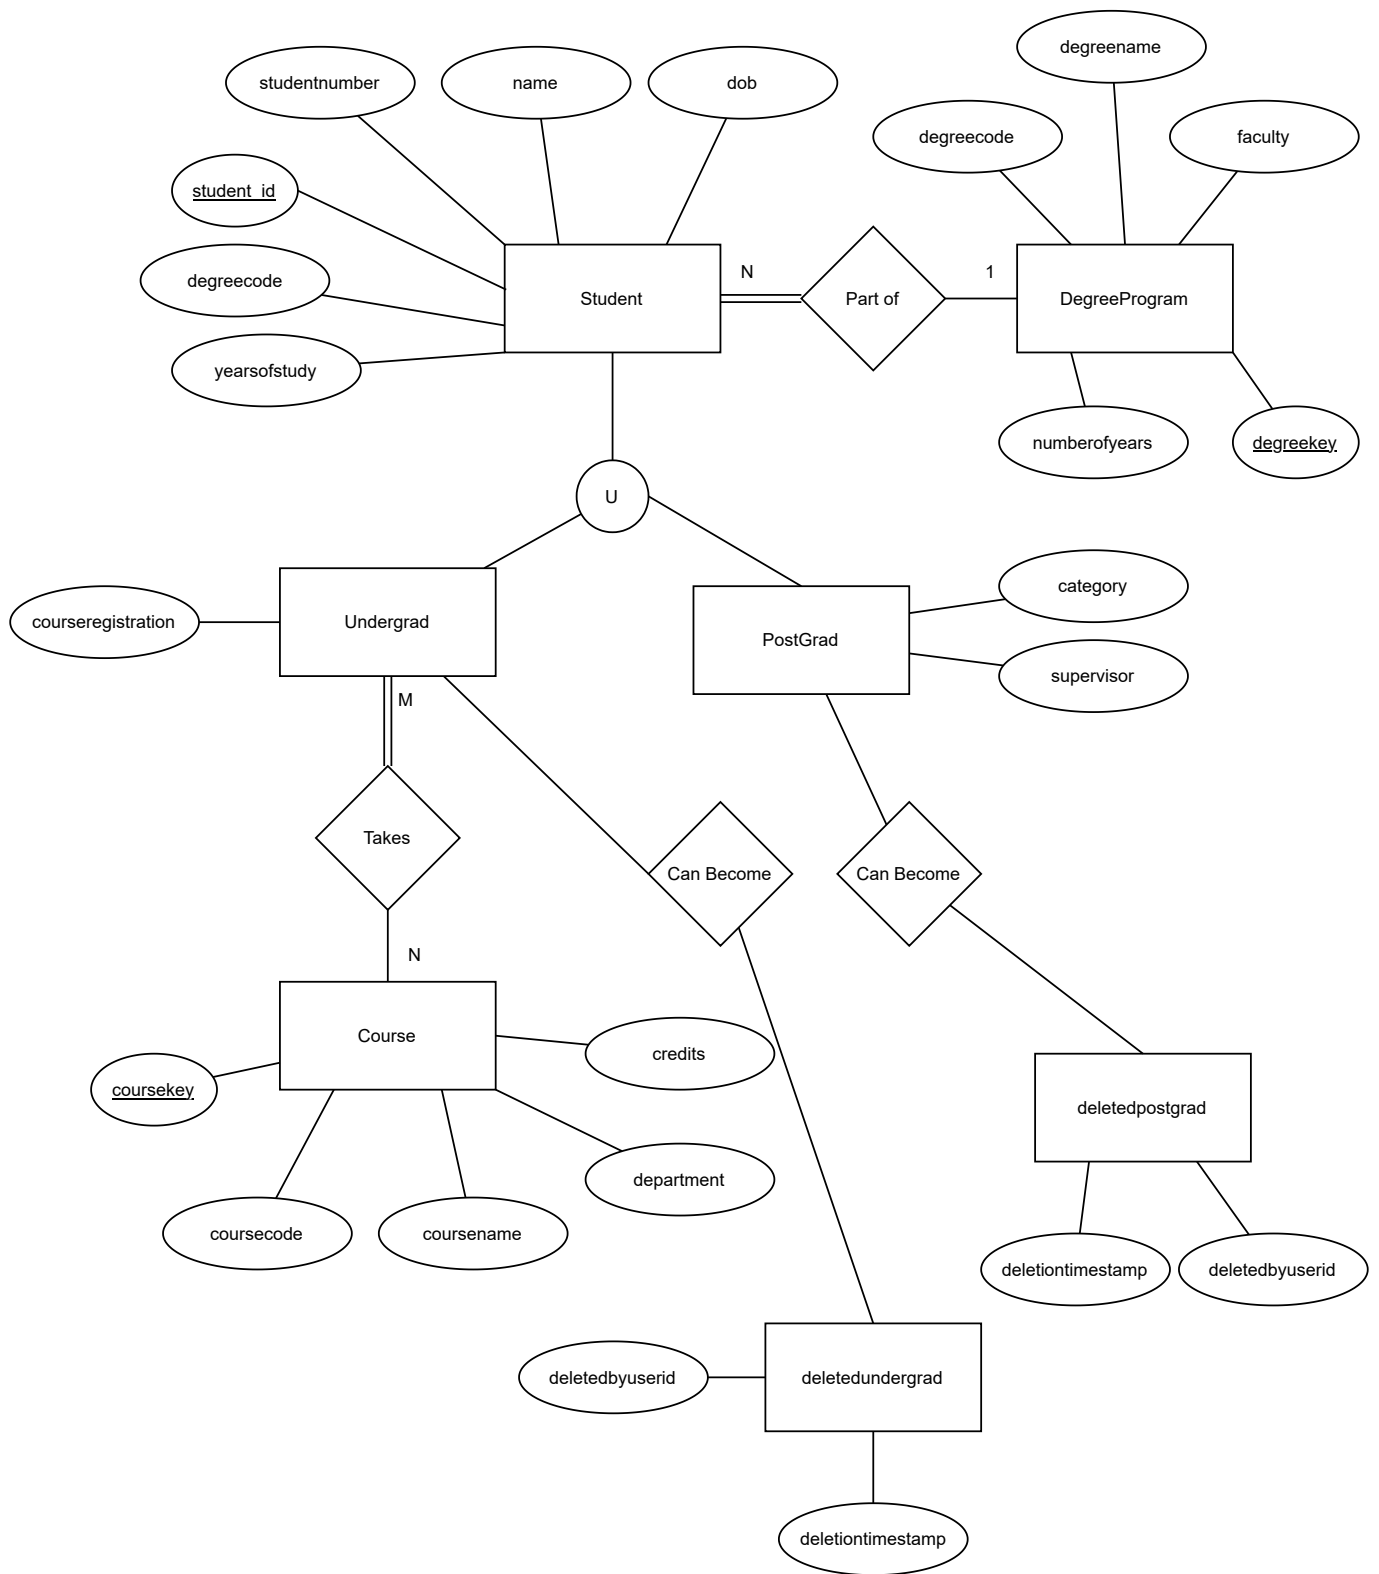 degreename
studentnumber
name
dob
degreecode
faculty
student_id
degreecode
Student
N
Part of
1
DegreeProgram
yearsofstudy
numberofyears
degreekey
U
courseregistration
Undergrad
PostGrad
category
supervisor
M
Takes
Can Become
Can Become
N
Course
credits
coursekey
deletedpostgrad
department
coursecode
coursename
deletiontimestamp
deletedbyuserid
deletedbyuserid
deletedundergrad
deletiontimestamp